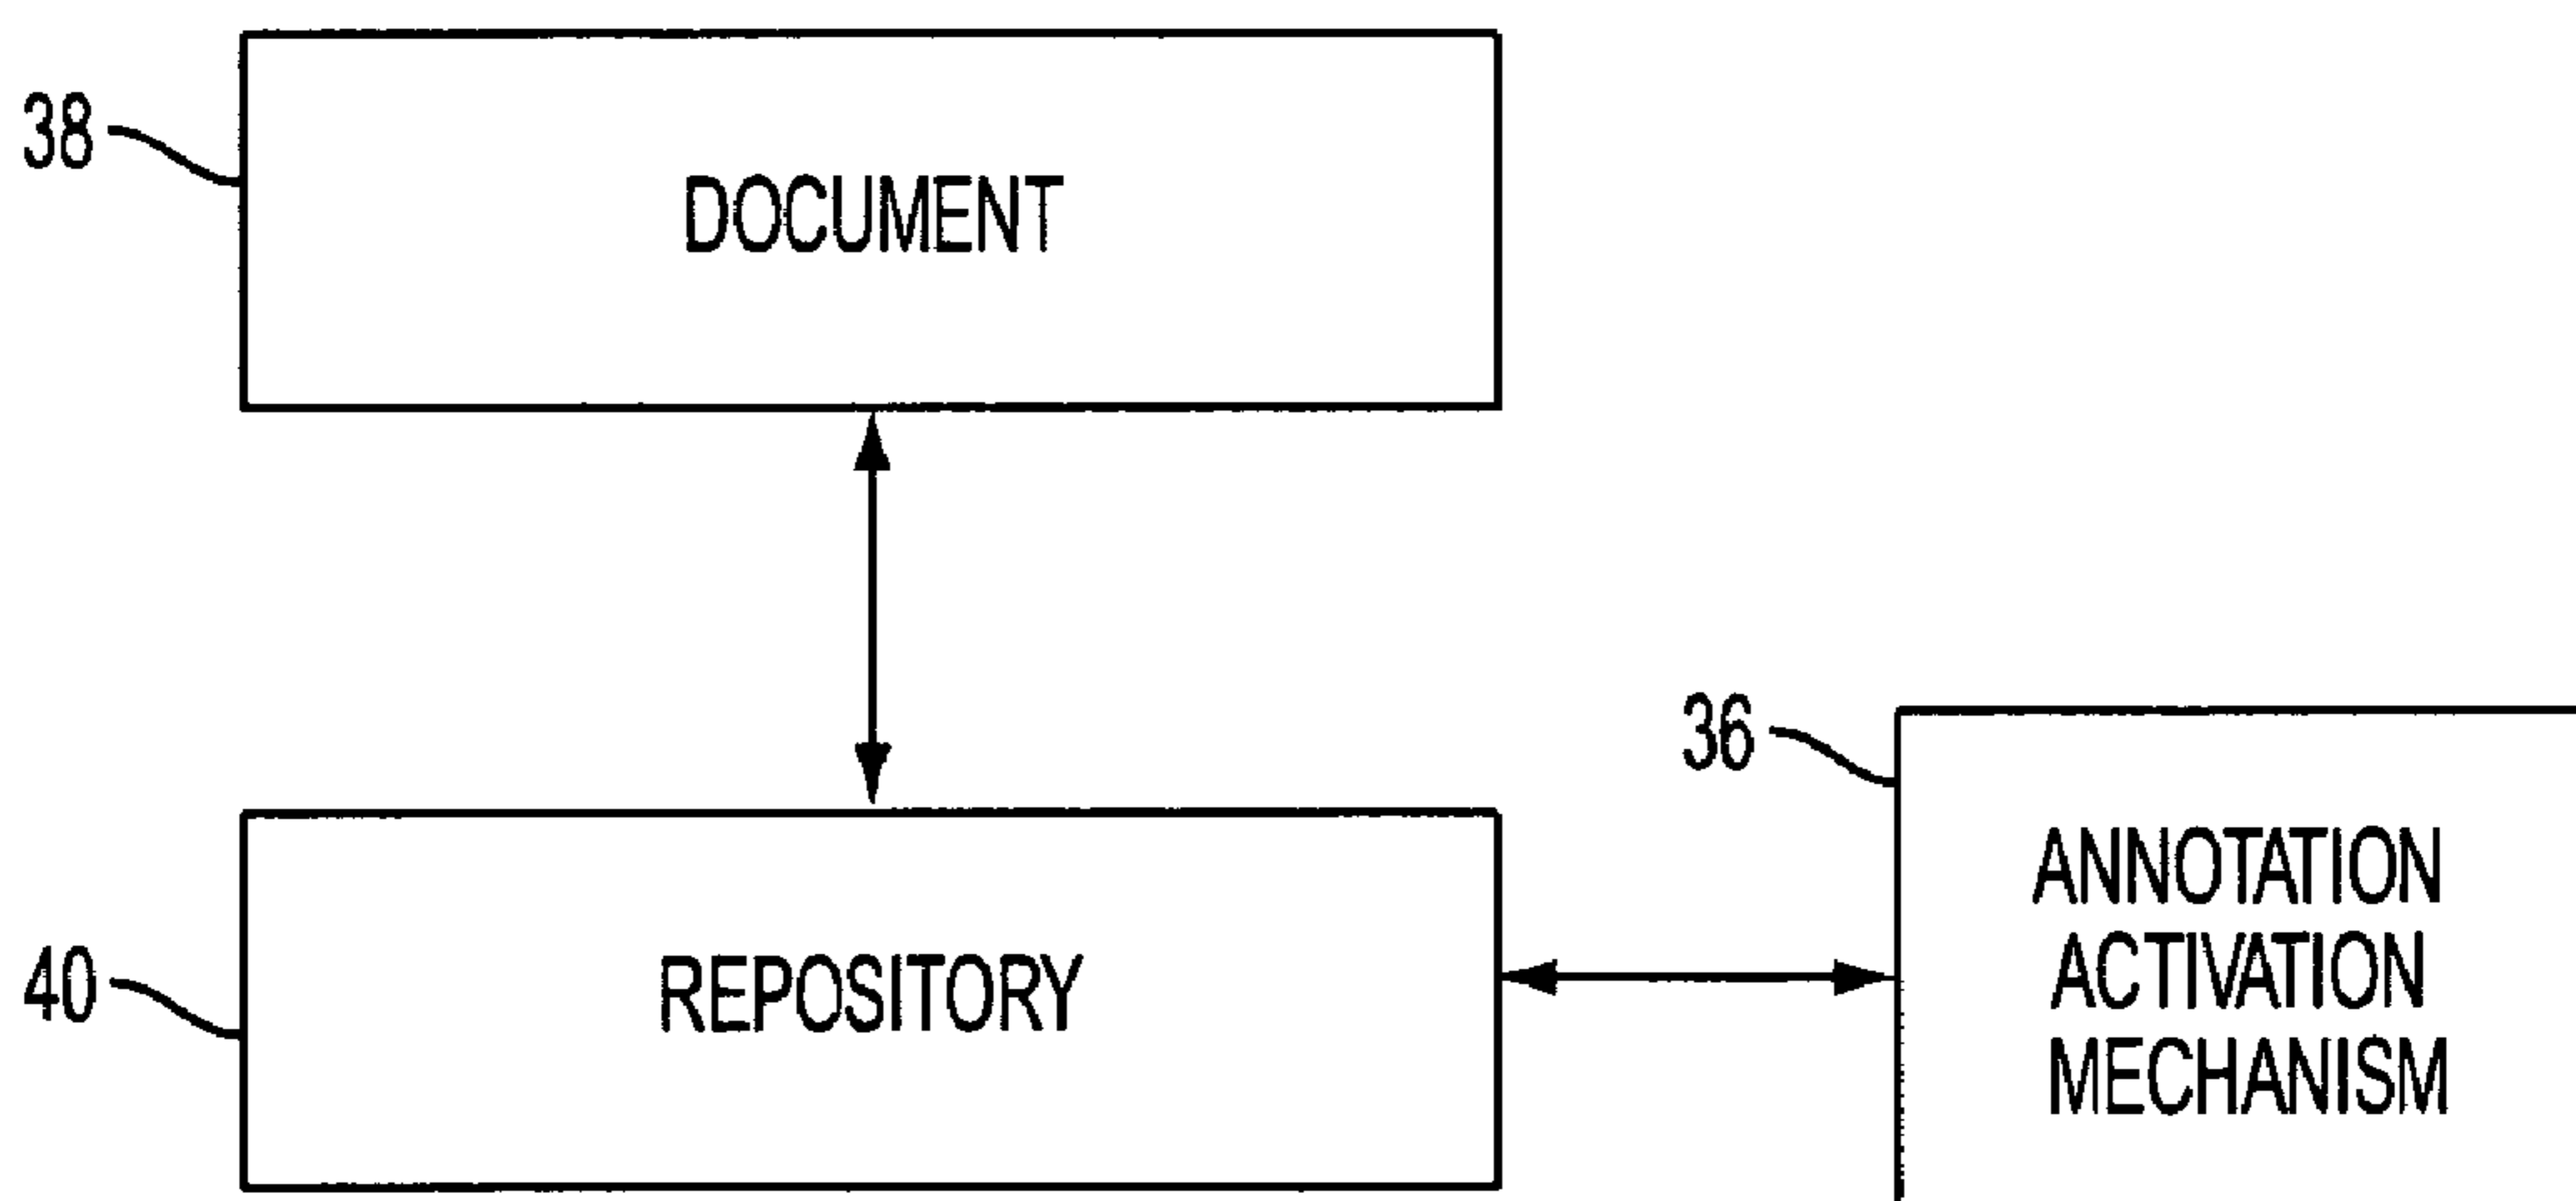 38
DOCUMENT
36
40
REPOSITORY
ANNOTATION
ACTIVATION
MECHANISM